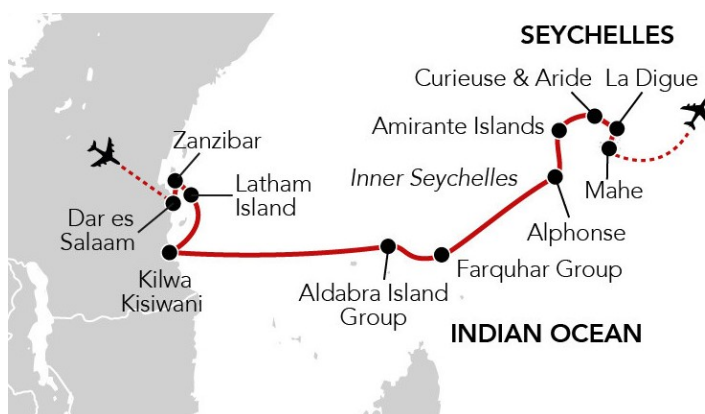 SEYCHELLES
Curieuse & Aride
La Digue
Amirante Islands
Zanzibar
Inner Seychelles
Mahe
Latham
Island
Dar es
Salaam
Alphonse
Kilwa
Kisiwani
Farquhar Group
Aldabra Island
Group
INDIAN OCEAN